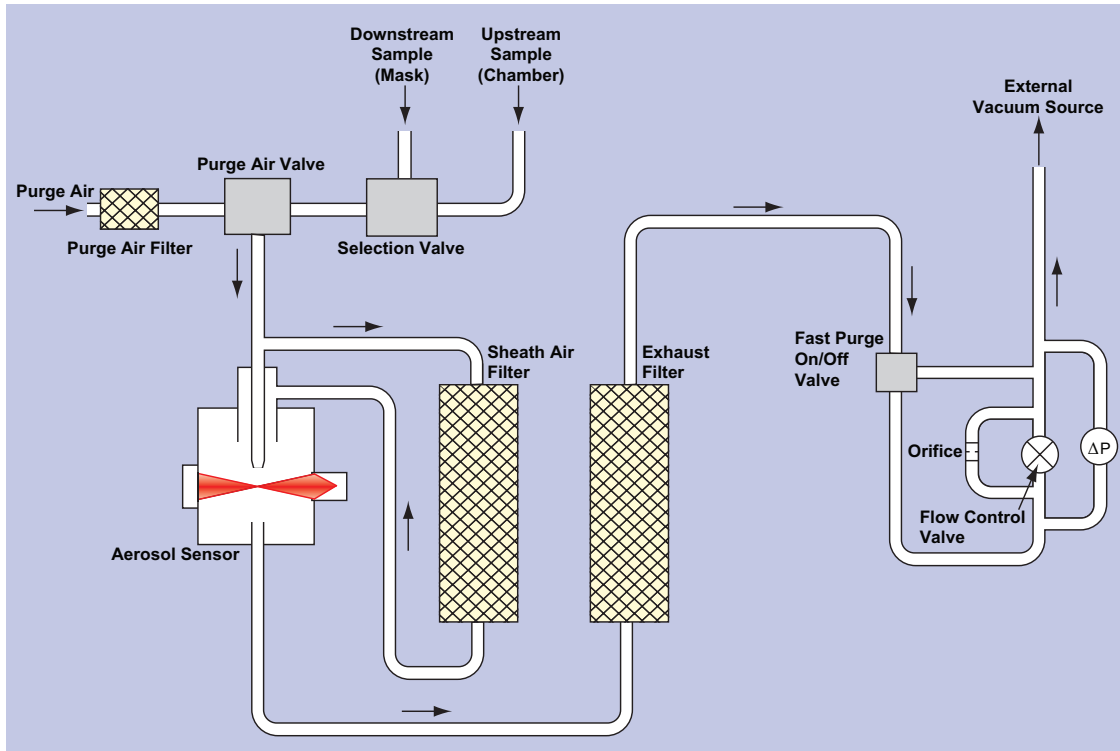 Downstream
Sample
(Mask)
Upstream
Sample
(Chamber)
External
Vacuum Source
Purge Air Valve
Purge Air
Purge Air Filter
Selection Valve
Sheath Air
Filter
Exhaust
Filter
Fast Purge
On/Off
Valve
Orifice
ΔP
Flow Control
Valve
Aerosol Sensor